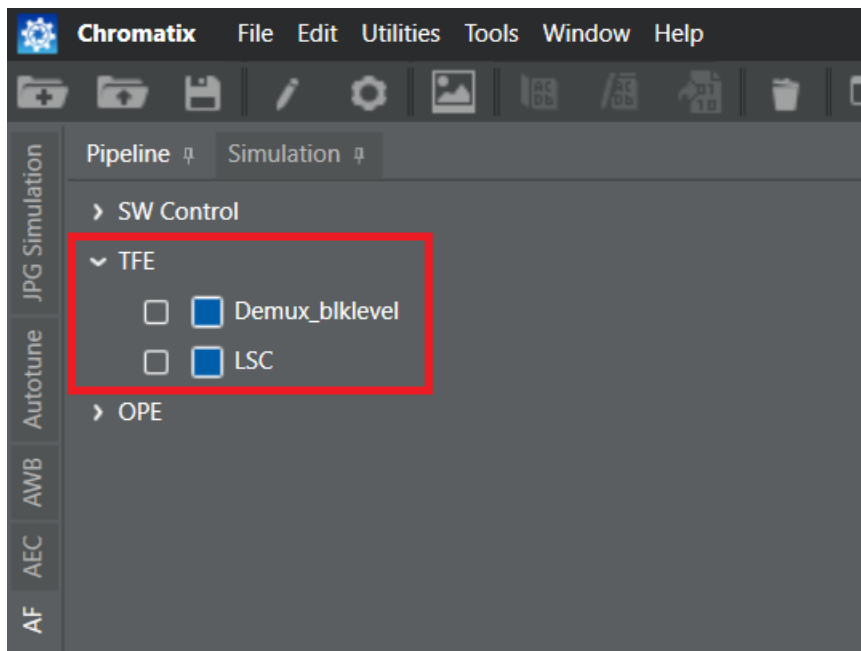 Chromatix File Edit Utilities Tools Window Help
JPG Simulation
Autotune
AWB
AEC
AF
Pipeline Simulation
SW Control
TFE
Demux_blklevel
LSC
OPE